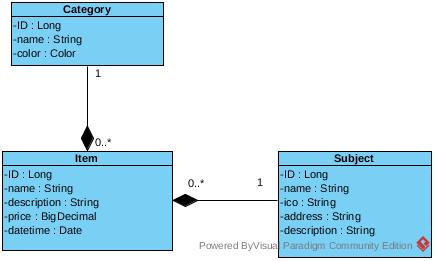 Category
-ID : Long
-name : String
-color : Color
1
0..*
Item
-ID : Long
-name : String
-description : String
-price : BigDecimal
-datetime : Date
0..*
1
Subject
-ID : Long
-name : String
-ico : String
-address : String
-description : String
Powered ByVisual Paradigm Community Edition